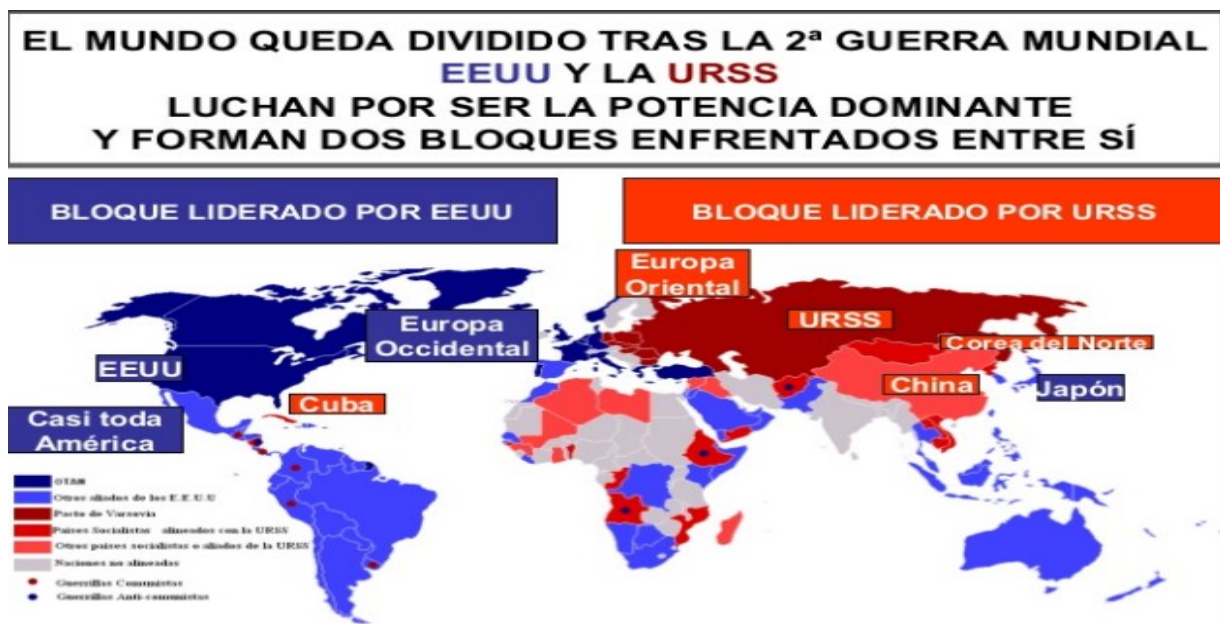 EL MUNDO QUEDA DIVIDIDO TRAS LA 2ª GUERRA MUNDIAL
EEUU Y LA URSS
LUCHAN POR SER LA POTENCIA DOMINANTE
Y FORMAN DOS BLOQUES ENFRENTADOS ENTRE SÍ
BLOQUE LIDERADO POR EEUU
BLOQUE LIDERADO POR URSS
Europa
Oriental
URSS
Europa
Occidental
Corea del Norte
EEUU
China
Japón
Cuba
Casi toda
América
OTAN
Otros aliados de los E.E.U.U
Pacto de Varsovia
Países Socialistas alineados con la URSS
Otros países socialistas o aliados de la URSS
Naciones no alineadas
Guerrillas Comunistas
Guerrillas Anti-comunistas